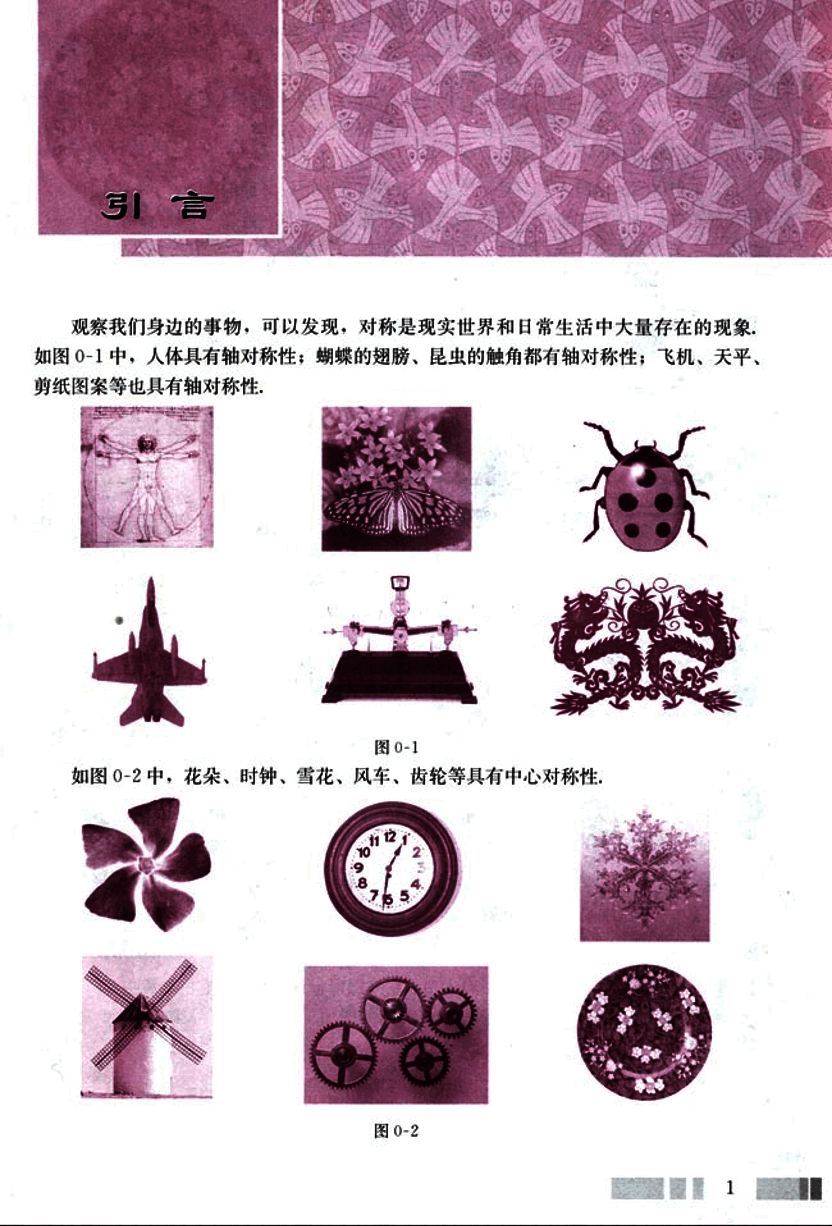 引言
观察我们身边的事物，可以发现，对称是现实世界和日常生活中大量存在的现象.
如图0-1中，人体具有轴对称性；蝴蝶的翅膀、昆虫的触角都有轴对称性；飞机、天平、
剪纸图案等也具有轴对称性.
图0-1
如图0-2中，花朵、时钟、雪花、风车、齿轮等具有中心对称性.
11 12 1
10 2
9 3
8 4
7 6 5
图0-2
1